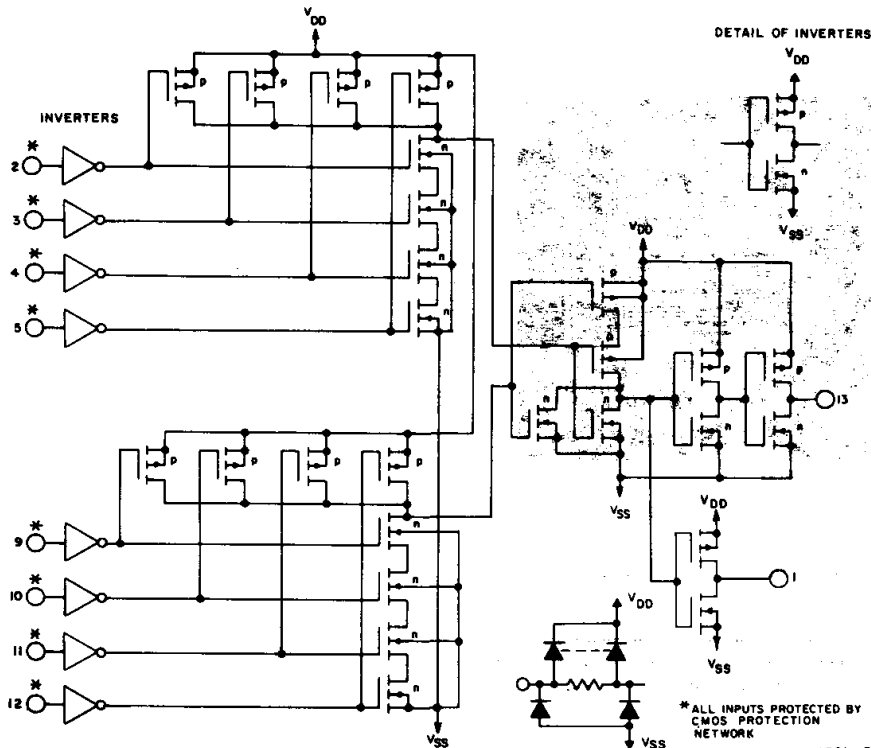 VDD
DETAIL OF INVERTERS
VDD
p
p
p
p
INVERTERS
p
n
VSS
*
2
n
*
3
n
*
4
n
*
5
n
VDD
p
p
n
n
p
n
p
n
13
VSS
p
p
p
p
VDD
1
VSS
*
9
n
*
10
n
*
11
n
*
12
n
VSS
VDD
VSS
* ALL INPUTS PROTECTED BY
CMOS PROTECTION
NETWORK